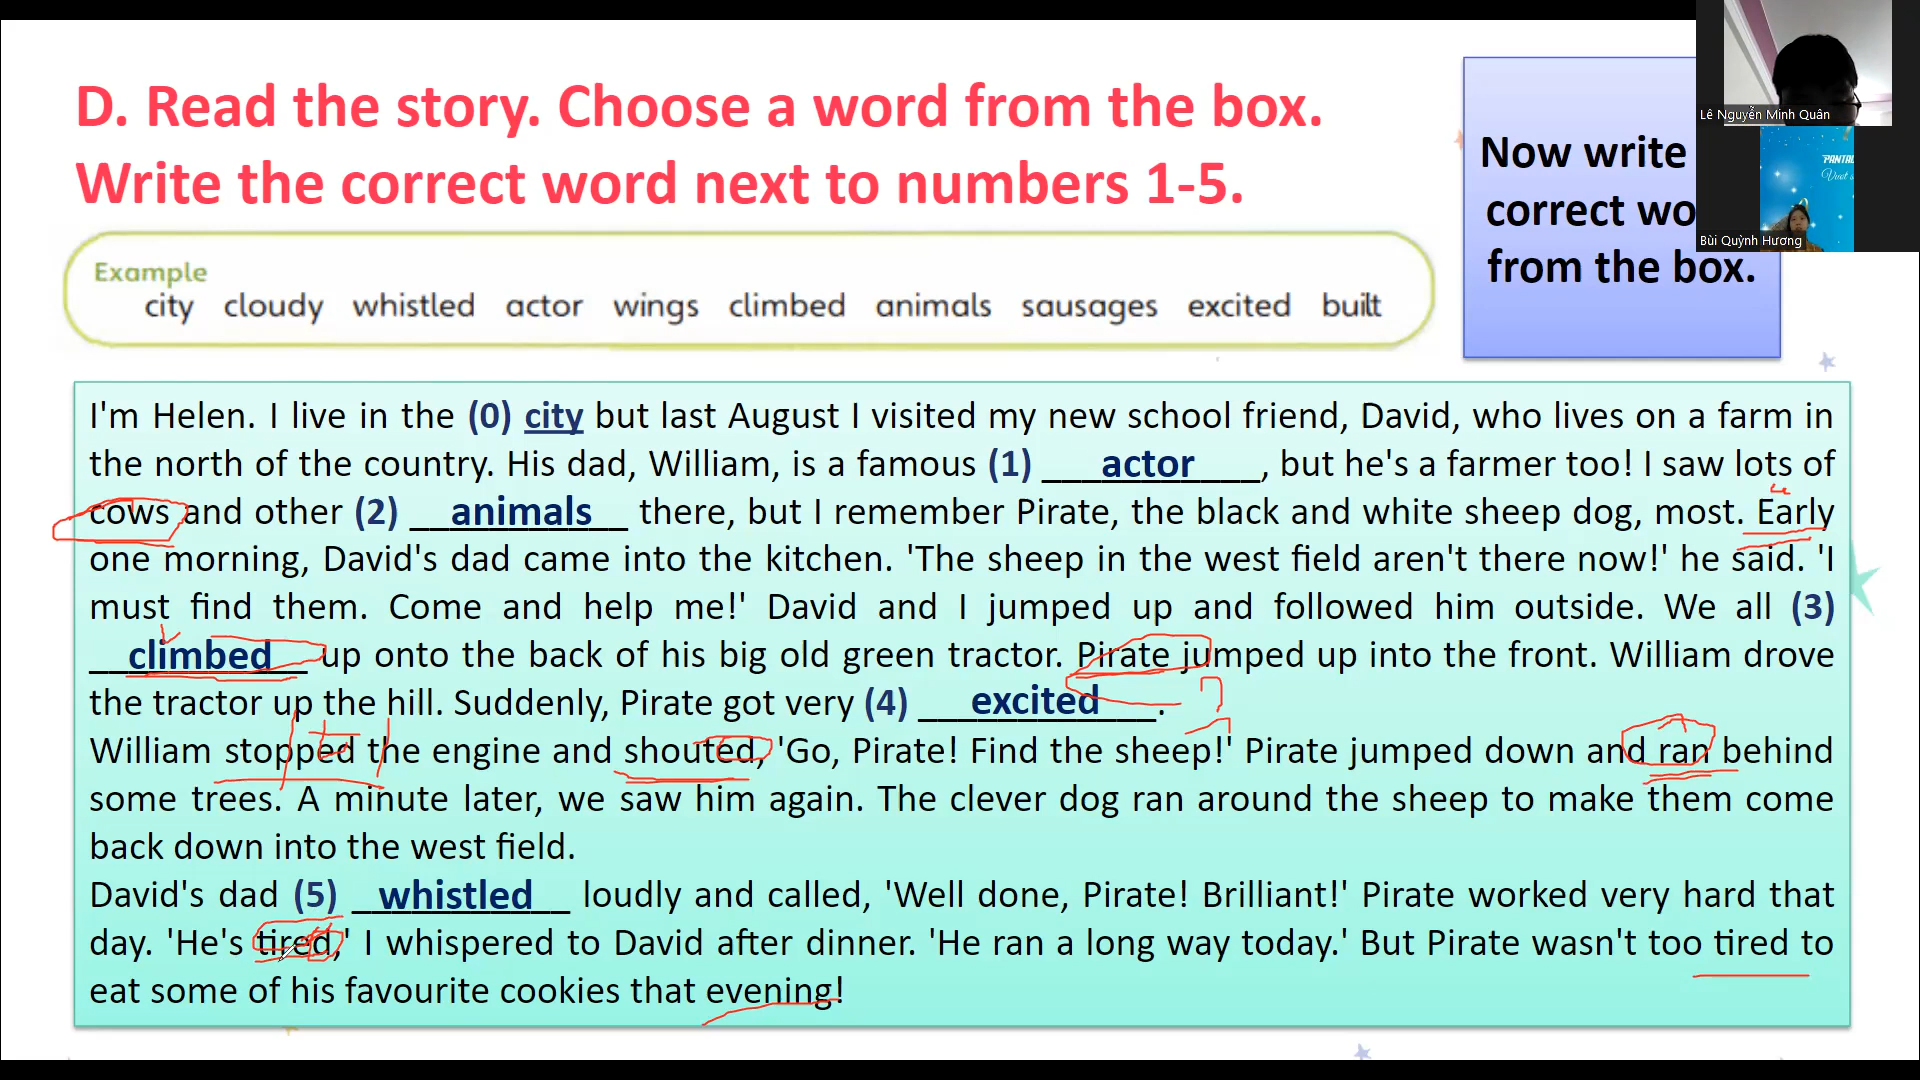 D. Read the story. Choose a word from the box.
Write the correct word next to numbers 1-5.
Now write
correct wo
from the box.
Lê Nguyễn Minh Quân
Bùi Quỳnh Hương
Example
city cloudy whistled actor wings climbed animals sausages excited built
I'm Helen. I live in the (0) city but last August I visited my new school friend, David, who lives on a farm in
the north of the country. His dad, William, is a famous (1) ___actor___, but he's a farmer too! I saw lots of
cows and other (2) __animals__ there, but I remember Pirate, the black and white sheep dog, most. Early
one morning, David's dad came into the kitchen. 'The sheep in the west field aren't there now!' he said. 'I
must find them. Come and help me!' David and I jumped up and followed him outside. We all (3)
__climbed__ up onto the back of his big old green tractor. Pirate jumped up into the front. William drove
the tractor up the hill. Suddenly, Pirate got very (4) ___excited___.
William stopped the engine and shouted, 'Go, Pirate! Find the sheep!' Pirate jumped down and ran behind
some trees. A minute later, we saw him again. The clever dog ran around the sheep to make them come
back down into the west field.
David's dad (5) __whistled__ loudly and called, 'Well done, Pirate! Brilliant!' Pirate worked very hard that
day. 'He's tired,' I whispered to David after dinner. 'He ran a long way today.' But Pirate wasn't too tired to
eat some of his favourite cookies that evening!